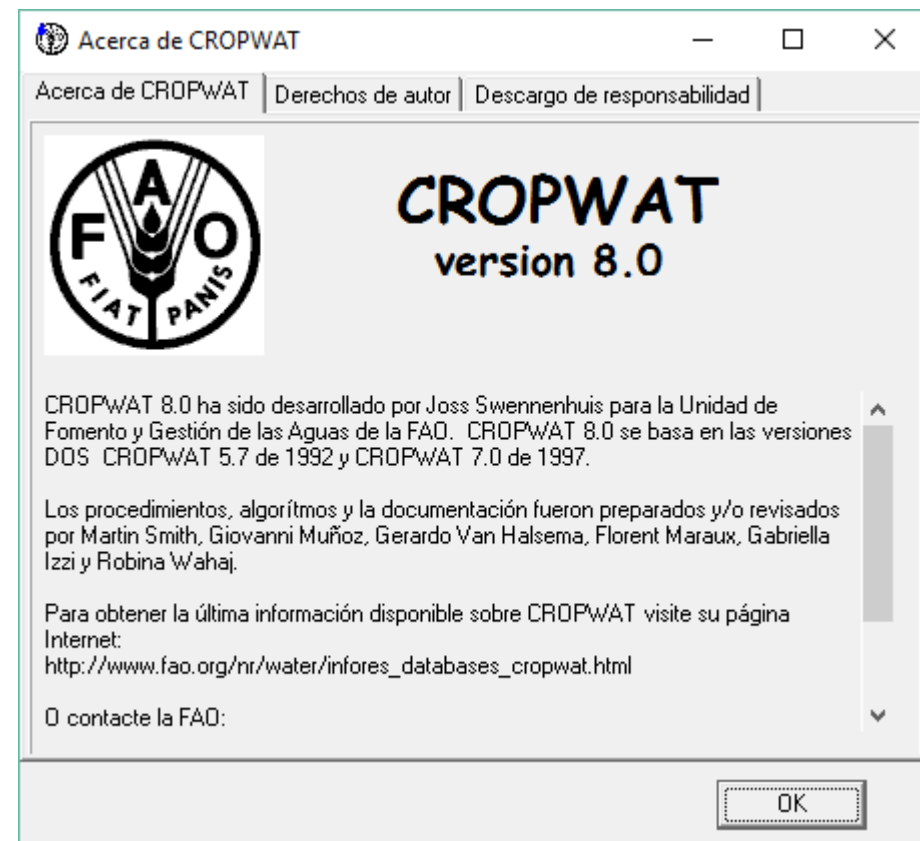 Acerca de CROPWAT
Acerca de CROPWAT
Derechos de autor
Descargo de responsabilidad
FAO
FIAT PANIS
CROPWAT
version 8.0
CROPWAT 8.0 ha sido desarrollado por Joss Swennenhuis para la Unidad de
Fomento y Gestión de las Aguas de la FAO. CROPWAT 8.0 se basa en las versiones
DOS CROPWAT 5.7 de 1992 y CROPWAT 7.0 de 1997.
Los procedimientos, algorítmos y la documentación fueron preparados y/o revisados
por Martin Smith, Giovanni Muñoz, Gerardo Van Halsema, Florent Maraux, Gabriella
Izzi y Robina Wahaj.
Para obtener la última información disponible sobre CROPWAT visite su página
Internet:
http://www.fao.org/nr/water/infores_databases_cropwat.html
O contacte la FAO:
OK